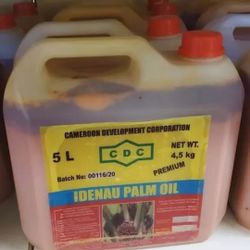 CAMEROON DEVELOPMENT CORPORATION
5 L
CDC
NET WT.
4,5 kg
Batch No: 00116/20
PREMIUM
IDENAU PALM OIL